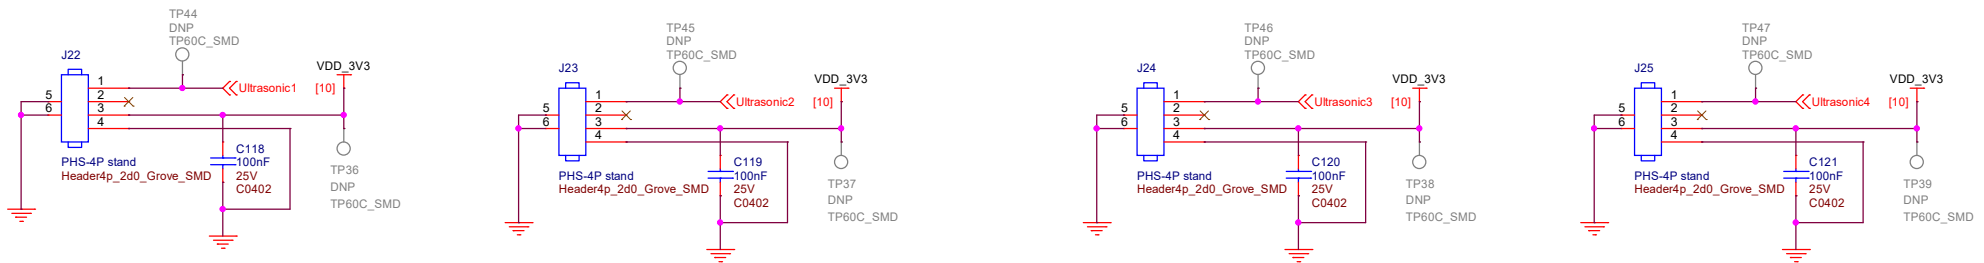 TP44
DNP
TP60C_SMD
J22
VDD_3V3
1
2
3
4
5
6
Ultrasonic1
[10]
C118
100nF
25V
C0402
PHS-4P stand
Header4p_2d0_Grove_SMD
TP36
DNP
TP60C_SMD
TP45
DNP
TP60C_SMD
J23
VDD_3V3
1
2
3
4
5
6
Ultrasonic2
[10]
C119
100nF
25V
C0402
PHS-4P stand
Header4p_2d0_Grove_SMD
TP37
DNP
TP60C_SMD
TP46
DNP
TP60C_SMD
J24
VDD_3V3
1
2
3
4
5
6
Ultrasonic3
[10]
C120
100nF
25V
C0402
PHS-4P stand
Header4p_2d0_Grove_SMD
TP38
DNP
TP60C_SMD
TP47
DNP
TP60C_SMD
J25
VDD_3V3
1
2
3
4
5
6
Ultrasonic4
[10]
C121
100nF
25V
C0402
PHS-4P stand
Header4p_2d0_Grove_SMD
TP39
DNP
TP60C_SMD